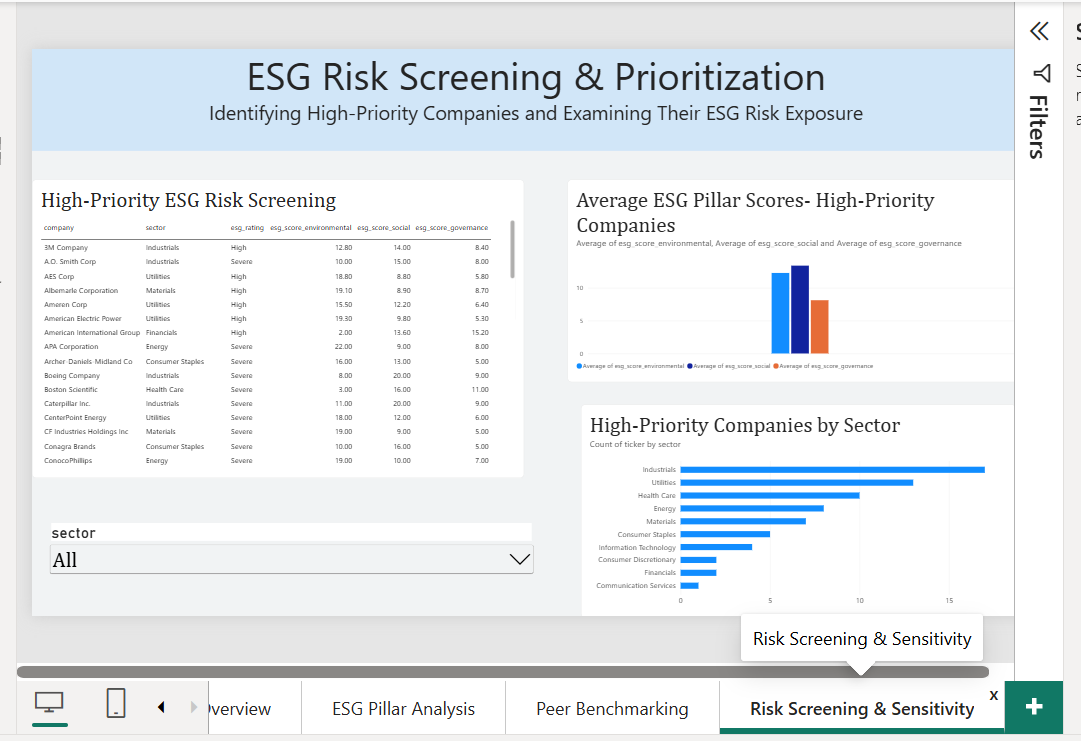 ESG Risk Screening & Prioritization
Identifying High-Priority Companies and Examining Their ESG Risk Exposure
High-Priority ESG Risk Screening
company sector esg_rating esg_score_environmental esg_score_social esg_score_governance
3M Company Industrials High 12.80 14.00 8.40
A.O. Smith Corp Industrials Severe 10.00 15.00 8.00
AES Corp Utilities High 18.80 8.80 5.80
Albemarle Corporation Materials High 19.10 8.90 8.70
Ameren Corp Utilities High 15.50 12.20 6.40
American Electric Power Utilities High 19.30 9.80 5.30
American International Group Financials High 2.00 13.60 15.20
APA Corporation Energy Severe 22.00 9.00 8.00
Archer-Daniels-Midland Co Consumer Staples Severe 16.00 13.00 5.00
Boeing Company Industrials Severe 8.00 20.00 9.00
Boston Scientific Health Care Severe 3.00 16.00 11.00
Caterpillar Inc. Industrials Severe 11.00 20.00 9.00
CenterPoint Energy Utilities Severe 18.00 12.00 6.00
CF Industries Holdings Inc Materials Severe 19.00 9.00 5.00
Conagra Brands Consumer Staples Severe 10.00 16.00 5.00
ConocoPhillips Energy Severe 19.00 10.00 7.00
sector
All
Average ESG Pillar Scores- High-Priority
Companies
Average of esg_score_environmental, Average of esg_score_social and Average of esg_score_governance
10
5
0
Average of esg_score_environmental Average of esg_score_social Average of esg_score_governance
High-Priority Companies by Sector
Count of ticker by sector
Industrials
Utilities
Health Care
Energy
Materials
Consumer Staples
Information Technology
Consumer Discretionary
Financials
Communication Services
0 5 10 15
Filters
Risk Screening & Sensitivity
verview ESG Pillar Analysis Peer Benchmarking Risk Screening & Sensitivity x
+